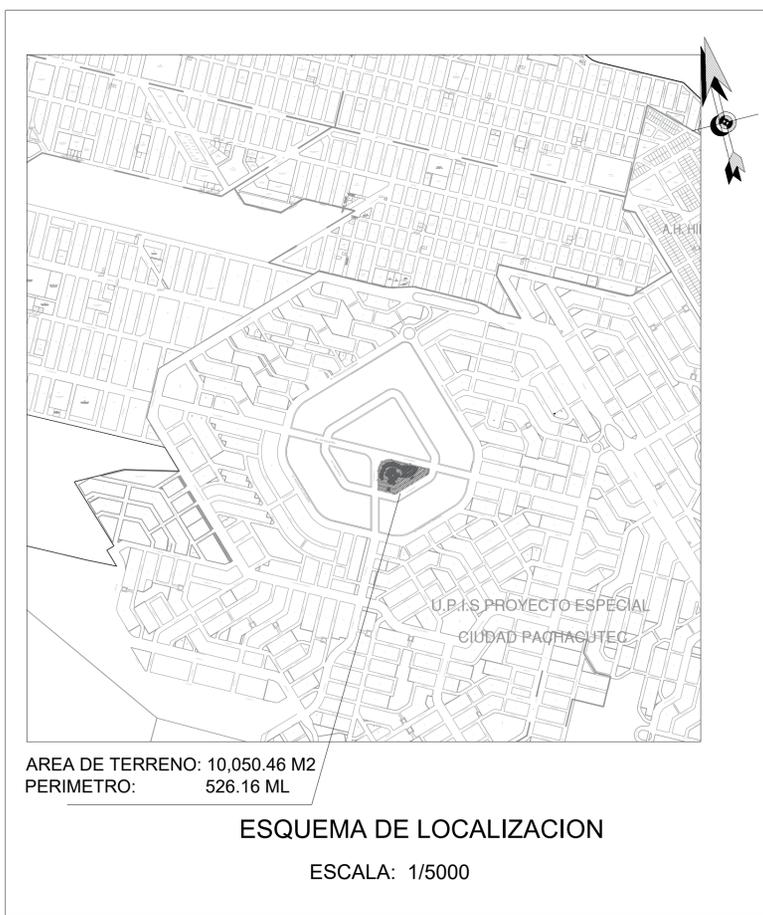 A.H. HI
U.P.I.S PROYECTO ESPECIAL
CIUDAD PACHACUTEC
AREA DE TERRENO: 10,050.46 M2
PERIMETRO: 526.16 ML
ESQUEMA DE LOCALIZACION
ESCALA: 1/5000